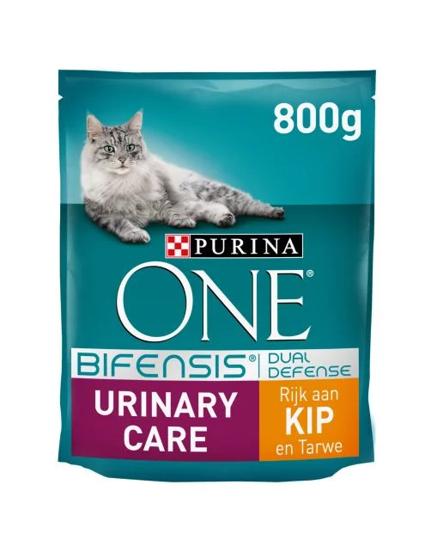 800g
PURINA
ONE®
BIFENSIS® DUAL DEFENSE
URINARY CARE
Rijk aan
KIP
en Tarwe